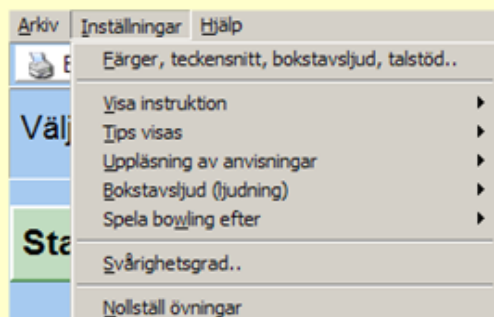 Arkiv Inställningar Hjälp
Färger, teckensnitt, bokstavsljud, talstöd..
Visa instruktion
Välj
Tips visas
Uppläsning av anvisningar
Bokstavsljud (ljudning)
Spela bowling efter
Sta
Svårighetsgrad..
Nollställ övningar